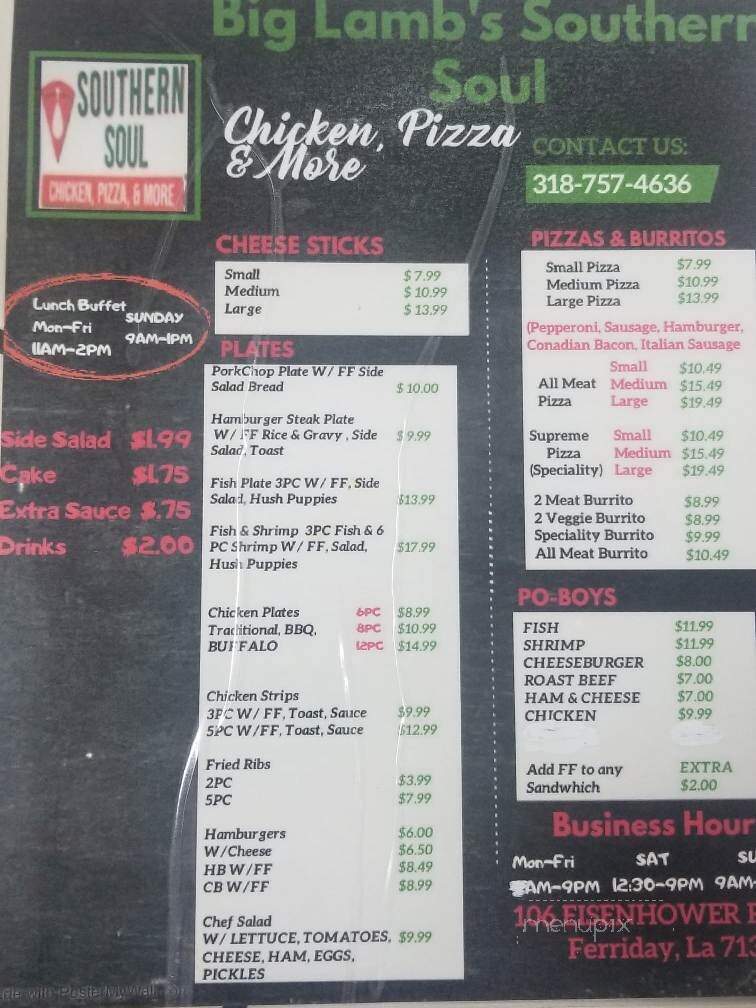 Big Lamb's Southern
Soul
SOUTHERN
SOUL
CHICKEN, PIZZA, & MORE
Chicken, Pizza
& More
CONTACT US:
318-757-4636
Lunch Buffet
Mon-Fri
11AM-2PM
SUNDAY
9AM-1PM
Side Salad $1.99
Cake $1.75
Extra Sauce $.75
Drinks $2.00
CHEESE STICKS
Small $7.99
Medium $10.99
Large $13.99
PLATES
PorkChop Plate W/ FF Side
Salad Bread $10.00
Hamburger Steak Plate
W/ FF Rice & Gravy , Side $9.99
Salad, Toast
Fish Plate 3PC W/ FF, Side
Salad, Hush Puppies $13.99
Fish & Shrimp 3PC Fish & 6
PC Shrimp W/ FF, Salad, $17.99
Hush Puppies
Chicken Plates 6PC $8.99
Traditional, BBQ, 8PC $10.99
BUFFALO 12PC $14.99
Chicken Strips
3PC W/ FF, Toast, Sauce $9.99
5PC W/FF, Toast, Sauce $12.99
Fried Ribs
2PC $3.99
5PC $7.99
Hamburgers $6.00
W/Cheese $6.50
HB W/FF $8.49
CB W/FF $8.99
Chef Salad
W/ LETTUCE, TOMATOES, $9.99
CHEESE, HAM, EGGS,
PICKLES
PIZZAS & BURRITOS
Small Pizza $7.99
Medium Pizza $10.99
Large Pizza $13.99
(Pepperoni, Sausage, Hamburger,
Conadian Bacon, Italian Sausage
Small $10.49
All Meat Medium $15.49
Pizza Large $19.49
Supreme Small $10.49
Pizza Medium $15.49
(Speciality) Large $19.49
2 Meat Burrito $8.99
2 Veggie Burrito $8.99
Speciality Burrito $9.99
All Meat Burrito $10.49
PO-BOYS
FISH $11.99
SHRIMP $11.99
CHEESEBURGER $8.00
ROAST BEEF $7.00
HAM & CHEESE $7.00
CHICKEN $9.99
Add FF to any EXTRA
Sandwhich $2.00
Business Hour
Mon-Fri SAT SU
AM-9PM 12:30-9PM 9AM-
106 EISENHOWER
menupix
Ferriday, La 713